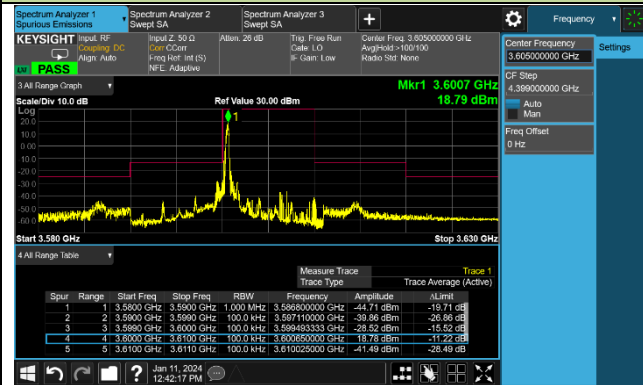 Spectrum Analyzer 1
Spurious Emissions
Spectrum Analyzer 2
Swept SA
Spectrum Analyzer 3
Swept SA
+
Frequency
KEYSIGHT
Input: RF
Coupling: DC
Align: Auto
Input Z: 50 Ω
Corr CCorr
Freq Ref: Int (S)
NFE: Adaptive
Atten: 26 dB
Trig: Free Run
Gate: LO
IF Gain: Low
Center Freq: 3.605000000 GHz
Avg|Hold:>100/100
Radio Std: None
PASS
Center Frequency
3.605000000 GHz
Settings
CF Step
4.399000000 GHz
Auto
Man
Freq Offset
0 Hz
3 All Range Graph
Mkr1 3.6007 GHz
18.79 dBm
Scale/Div 10.0 dB
Ref Value 30.00 dBm
Log
20.0
10.0
0.00
-10.0
-20.0
-30.0
-40.0
-50.0
-60.0
1
Start 3.580 GHz
Stop 3.630 GHz
4 All Range Table
Measure Trace Trace 1
Trace Type Trace Average (Active)
Spur Range Start Freq Stop Freq RBW Frequency Amplitude ΔLimit
1 1 3.5800 GHz 3.5900 GHz 1.000 MHz 3.586800000 GHz -44.71 dBm -19.71 dB
2 2 3.5900 GHz 3.5990 GHz 100.0 kHz 3.597110000 GHz -39.86 dBm -26.86 dB
3 3 3.5990 GHz 3.6000 GHz 100.0 kHz 3.599493333 GHz -28.52 dBm -15.52 dB
4 4 3.6000 GHz 3.6100 GHz 100.0 kHz 3.600650000 GHz 18.78 dBm -11.22 dB
5 5 3.6100 GHz 3.6110 GHz 100.0 kHz 3.610025000 GHz -41.49 dBm -28.49 dB
?
Jan 11, 2024
12:42:17 PM